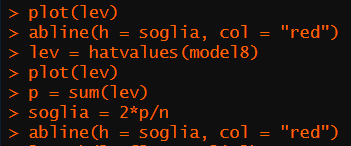 > plot(lev)
> abline(h = soglia, col = "red")
> lev = hatvalues(model8)
> plot(lev)
> p = sum(lev)
> soglia = 2*p/n
> abline(h = soglia, col = "red")